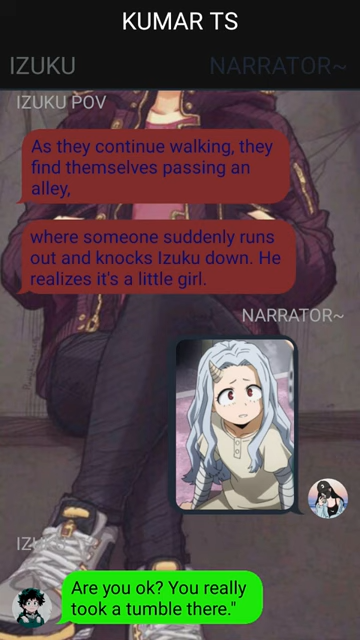 KUMAR TS
IZUKU
NARRATOR~
IZUKU POV
As they continue walking, they
find themselves passing an
alley,
where someone suddenly runs
out and knocks Izuku down. He
realizes it's a little girl.
NARRATOR~
IZUKU
Are you ok? You really
took a tumble there."